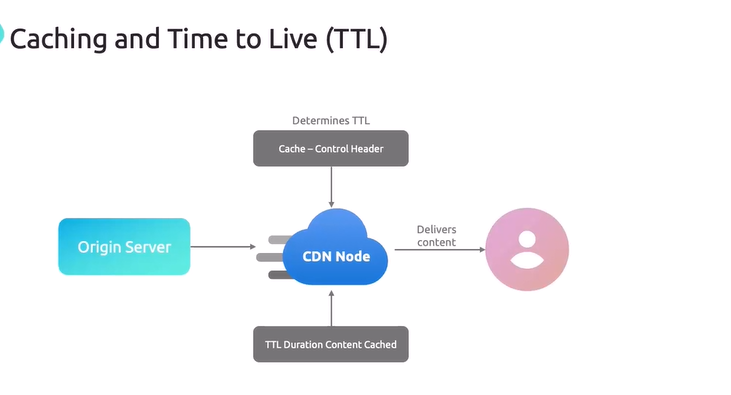 Caching and Time to Live (TTL)
Determines TTL
Cache – Control Header
Origin Server
CDN Node
Delivers
content
TTL Duration Content Cached